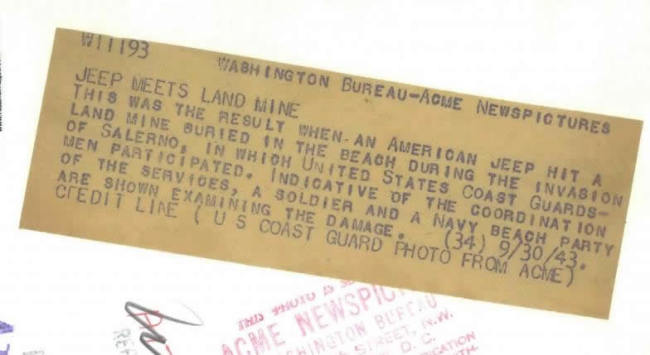 W11193
WASHINGTON BUREAU-ACME NEWSPICTURES
JEEP MEETS LAND MINE
THIS WAS THE RESULT WHEN AN AMERICAN JEEP HIT A
LAND MINE BURIED IN THE BEACH DURING THE INVASION
OF SALERNO, IN WHICH UNITED STATES COAST GUARDS-
MEN PARTICIPATED. INDICATIVE OF THE COORDINATION
OF THE SERVICES, A SOLDIER AND A NAVY BEACH PARTY
ARE SHOWN EXAMINING THE DAMAGE. (34) 9/30/43.
CREDIT LINE ( U S COAST GUARD PHOTO FROM ACME)
ACME NEWSPIC
BUREAU
STREET, N.W.
D. C.